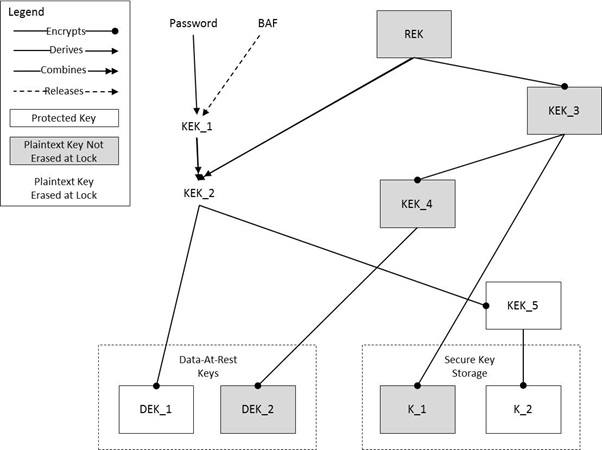 Legend
Encrypts
Derives
Combines
Releases
Protected Key
Plaintext Key Not
Erased at Lock
Plaintext Key
Erased at Lock
Password
BAF
REK
KEK_3
KEK_1
KEK_2
KEK_4
KEK_5
Data-At-Rest
Keys
DEK_1
DEK_2
Secure Key
Storage
K_1
K_2